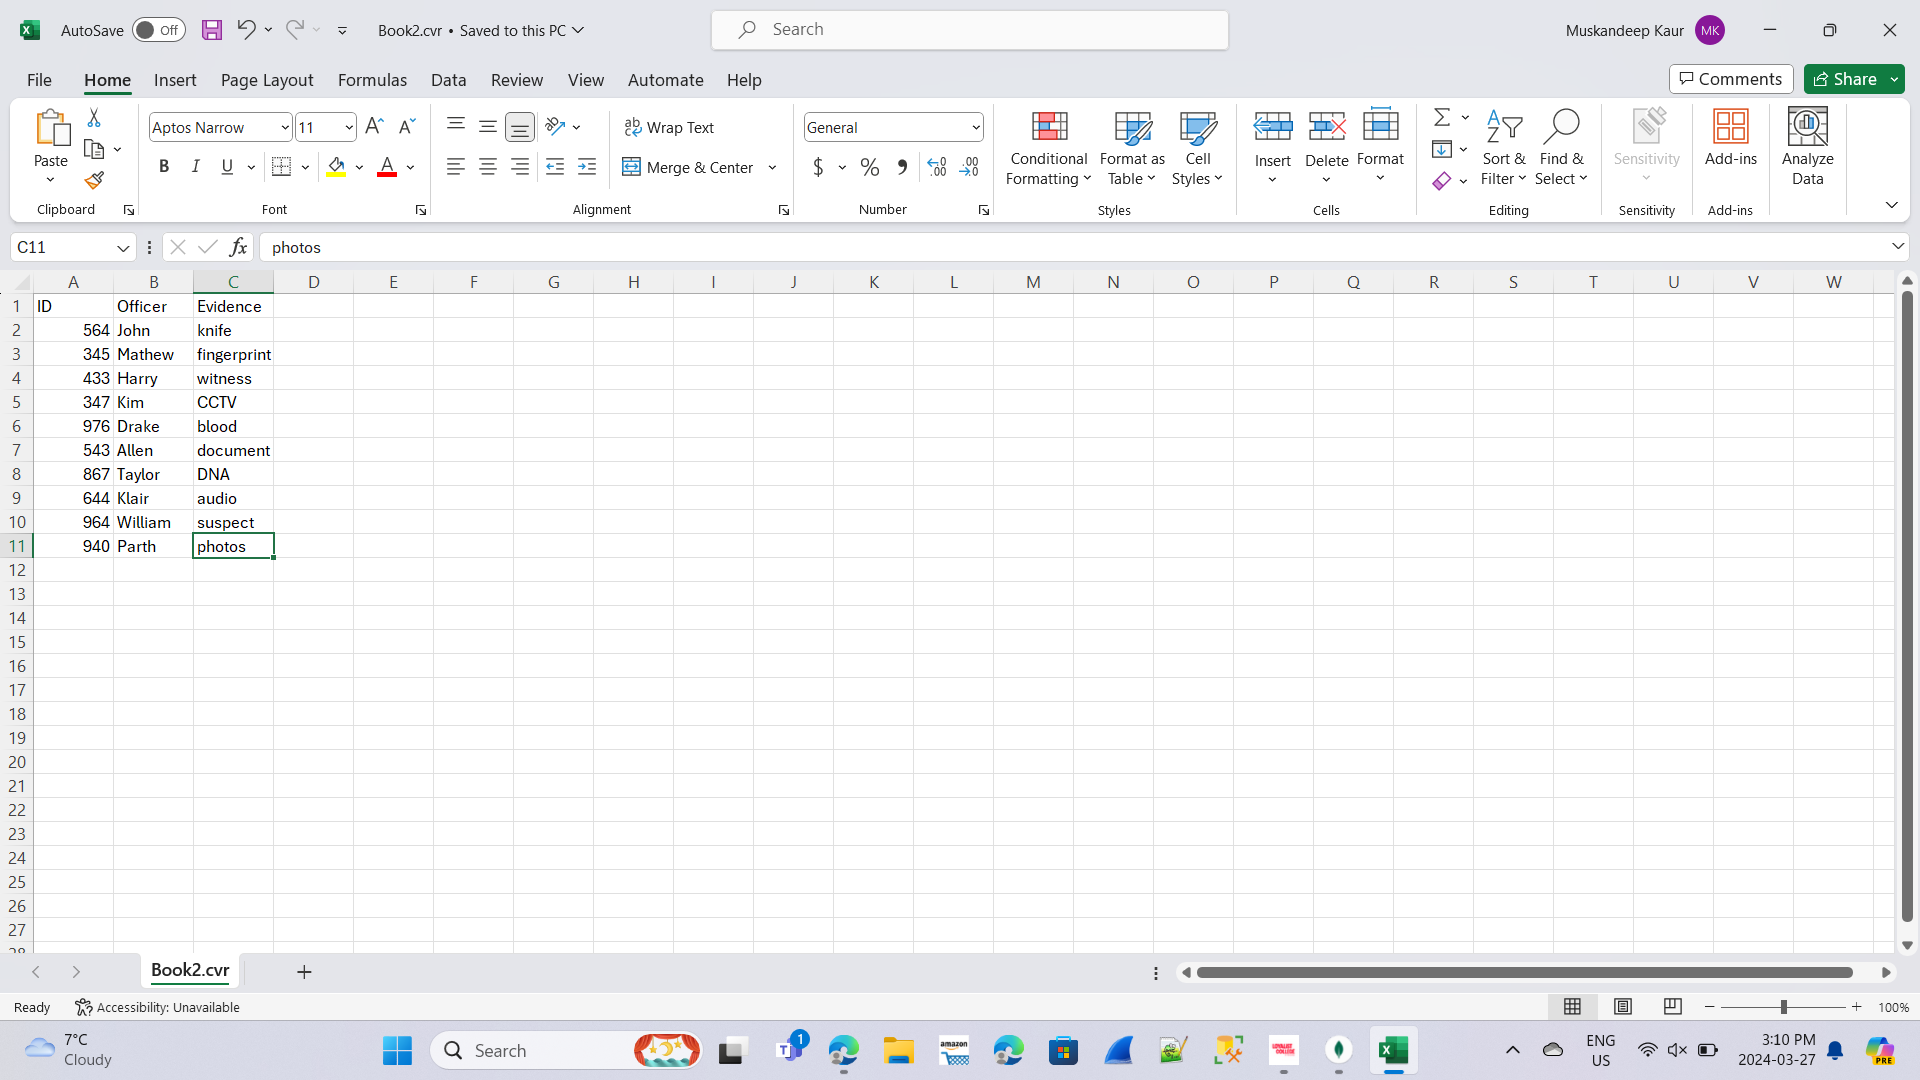 AutoSave Off Book2.cvr • Saved to this PC Search Muskandeep Kaur MK
File Home Insert Page Layout Formulas Data Review View Automate Help Comments Share
Paste
Clipboard
Aptos Narrow 11
B I U A
Font
Wrap Text
Merge & Center
Alignment
General
$ % 9 .00
Number
Conditional Formatting
Format as Table
Cell Styles
Styles
Insert Delete Format
Cells
Sort & Filter
Find & Select
Editing
Sensitivity
Sensitivity
Add-ins
Add-ins
Analyze Data
C11 fx photos
A B C D E F G H I J K L M N O P Q R S T U V W
1 ID Officer Evidence
2 564 John knife
3 345 Mathew fingerprint
4 433 Harry witness
5 347 Kim CCTV
6 976 Drake blood
7 543 Allen document
8 867 Taylor DNA
9 644 Klair audio
10 964 William suspect
11 940 Parth photos
12
13
14
15
16
17
18
19
20
21
22
23
24
25
26
27
28
Book2.cvr
Ready Accessibility: Unavailable 100%
7°C
Cloudy
Search
1
amazon
ENG
US
3:10 PM
2024-03-27
PRE